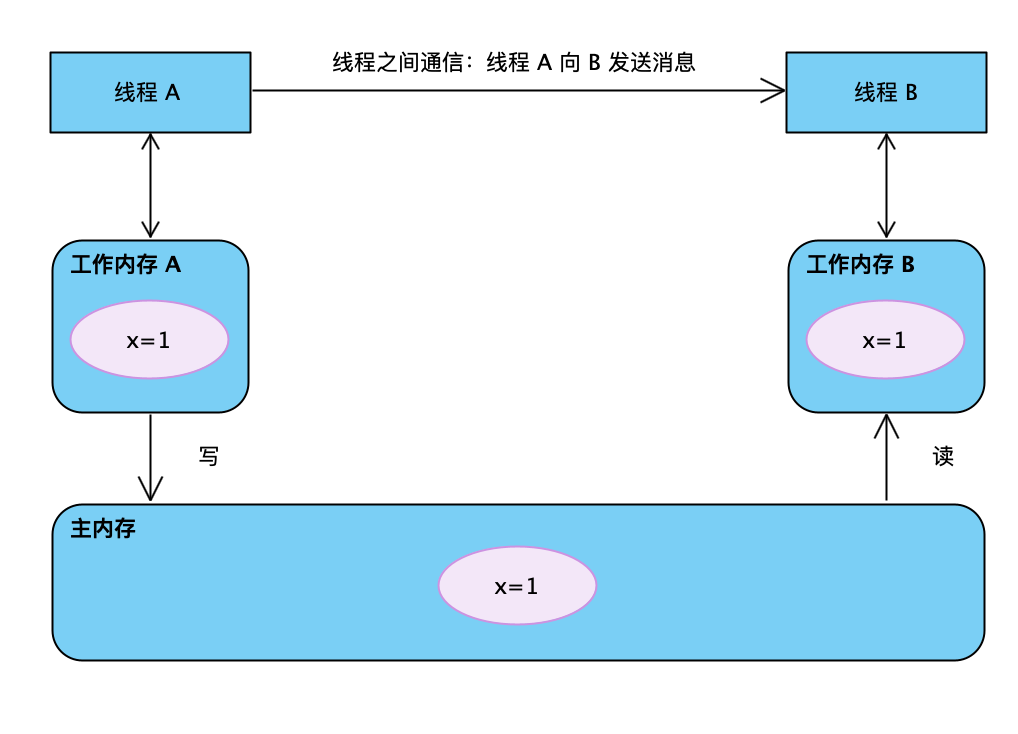 线程之间通信：线程 A 向 B 发送消息
线程 A
线程 B
工作内存 A
工作内存 B
x=1
x=1
写
读
主内存
x=1